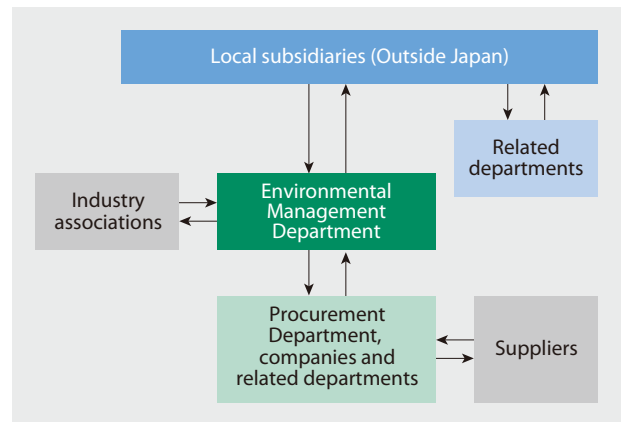 Local subsidiaries (Outside Japan)
Related
departments
Industry
associations
Environmental
Management
Department
Procurement
Department,
companies and
related departments
Suppliers